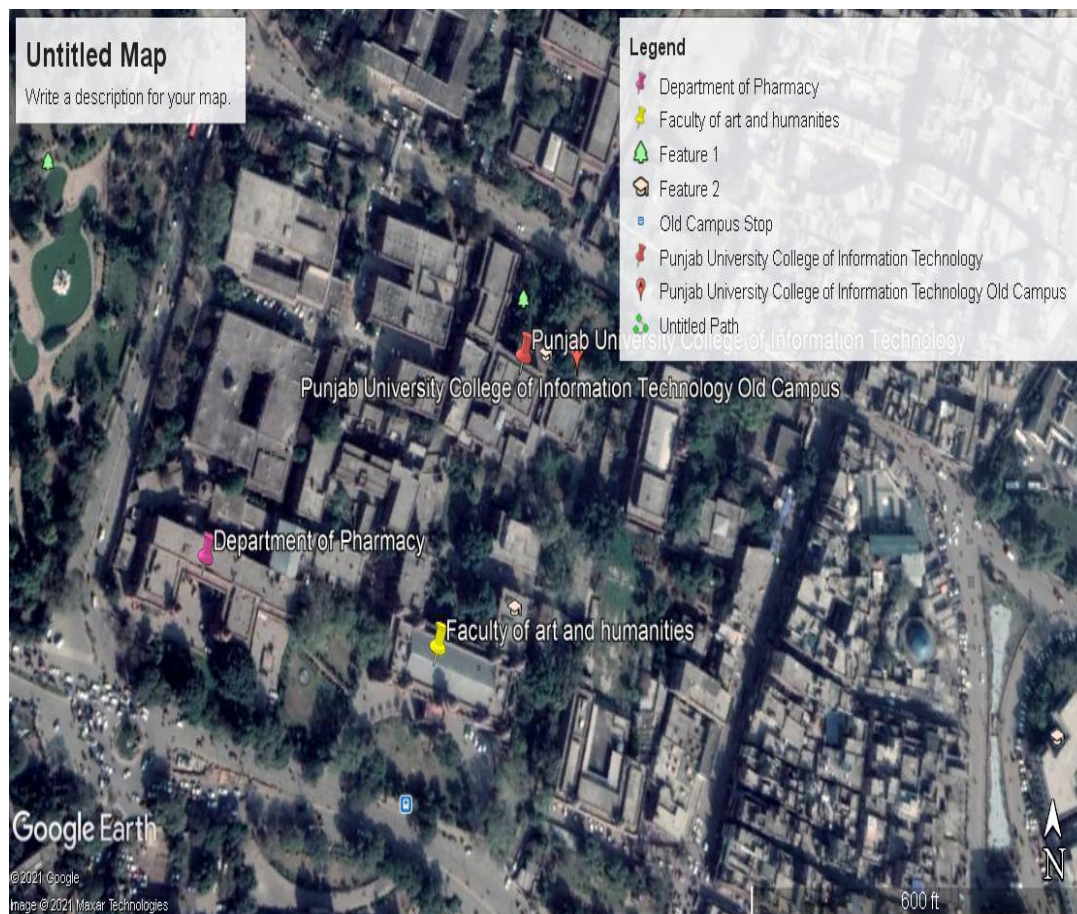 Untitled Map
Write a description for your map.
Legend
Department of Pharmacy
Faculty of art and humanities
Feature 1
Feature 2
Old Campus Stop
Punjab University College of Information Technology
Punjab University College of Information Technology Old Campus
Untitled Path
Punjab University College of Information Technology
Punjab University College of Information Technology Old Campus
Department of Pharmacy
Faculty of art and humanities
Google Earth
©2021 Google
Image © 2021 Maxar Technologies
600 ft
N